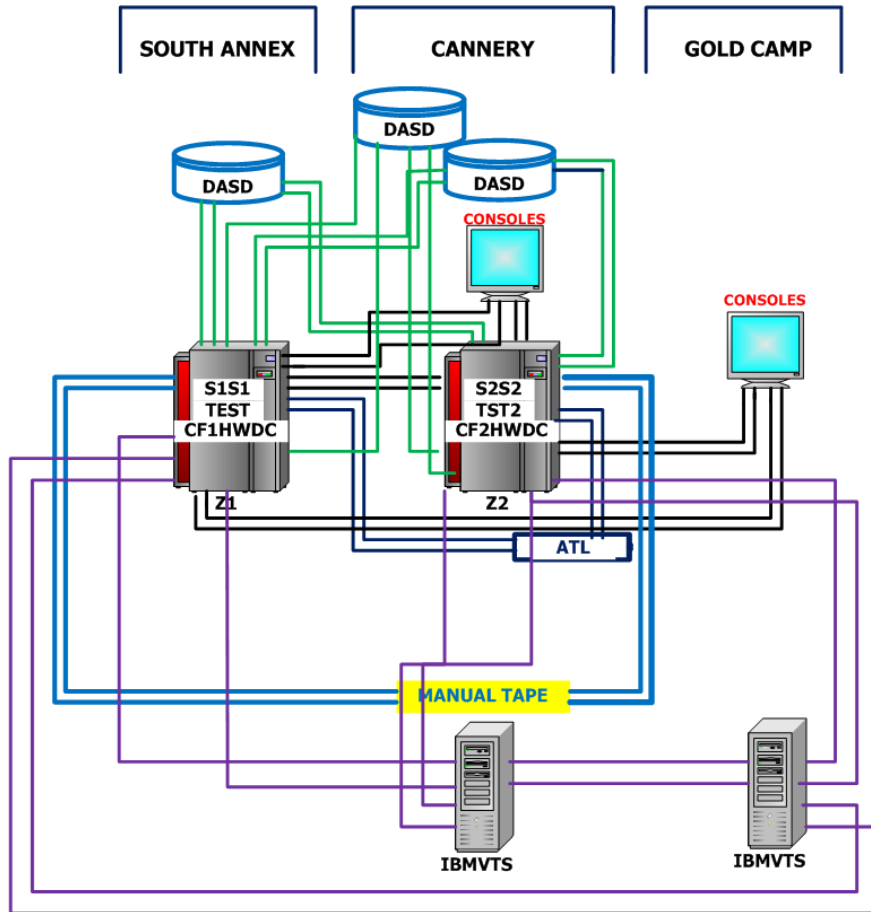 SOUTH ANNEX
CANNERY
GOLD CAMP
DASD
DASD
DASD
CONSOLES
CONSOLES
S1S1
TEST
CF1HWDC
Z1
S2S2
TST2
CF2HWDC
Z2
ATL
MANUAL TAPE
IBMVTS
IBMVTS